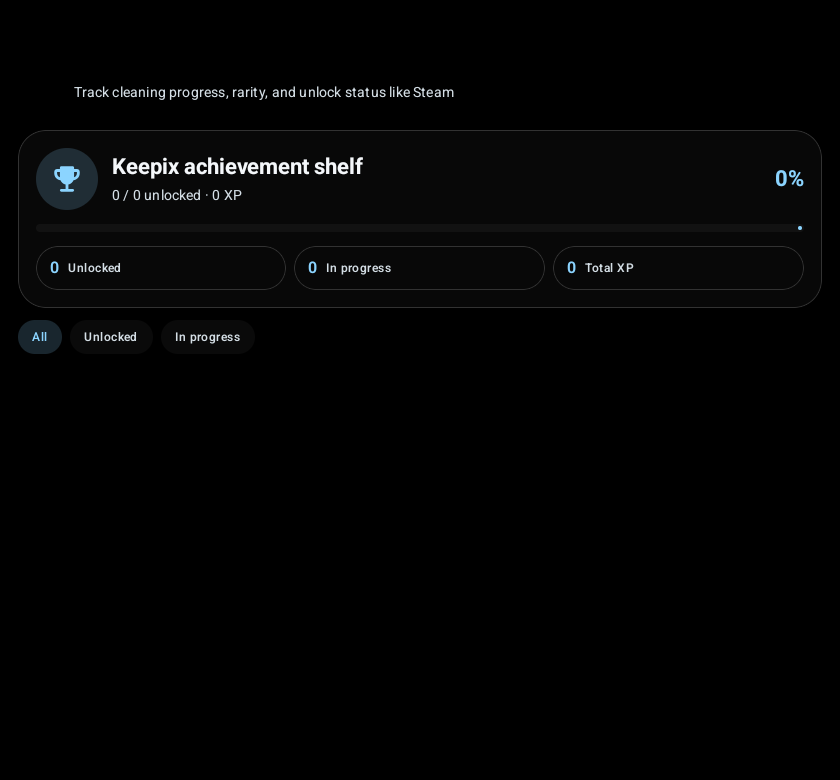 Track cleaning progress, rarity, and unlock status like Steam
Keepix achievement shelf
0 / 0 unlocked · 0 XP
0%
0 Unlocked
0 In progress
0 Total XP
All
Unlocked
In progress